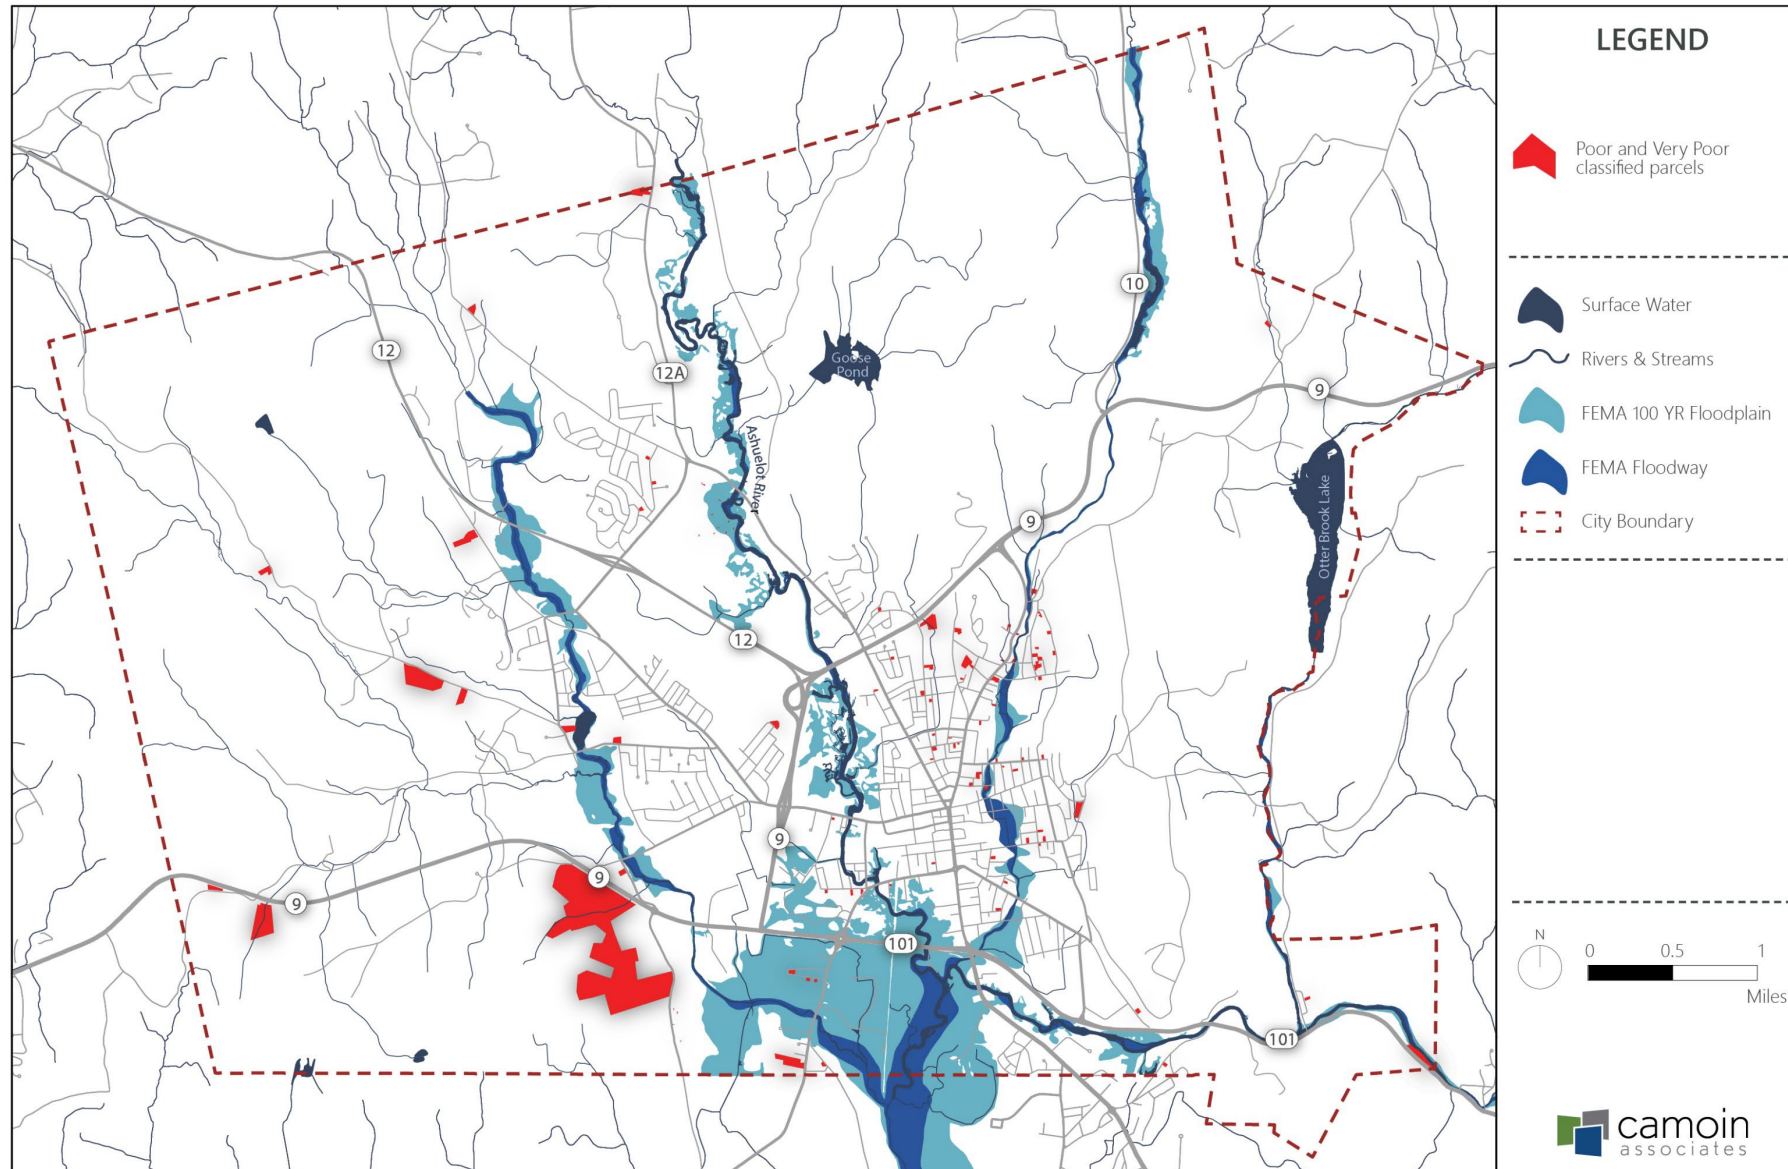 LEGEND
Poor and Very Poor
classified parcels
Surface Water
Rivers & Streams
FEMA 100 YR Floodplain
FEMA Floodway
City Boundary
N
0 0.5 1
Miles
camoin
associates
10
12
12A
Goose
Pond
9
Ashuelot River
Otter Brook Lake
9
12
9
9
9
101
101